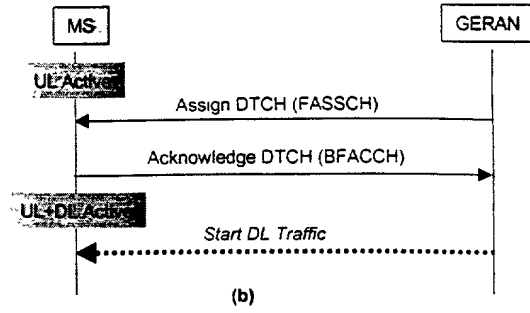 MS
GERAN
UL Active
Assign DTCH (FASSCH)
Acknowledge DTCH (BFACCH)
UL+DL Active
Start DL Traffic
(b)